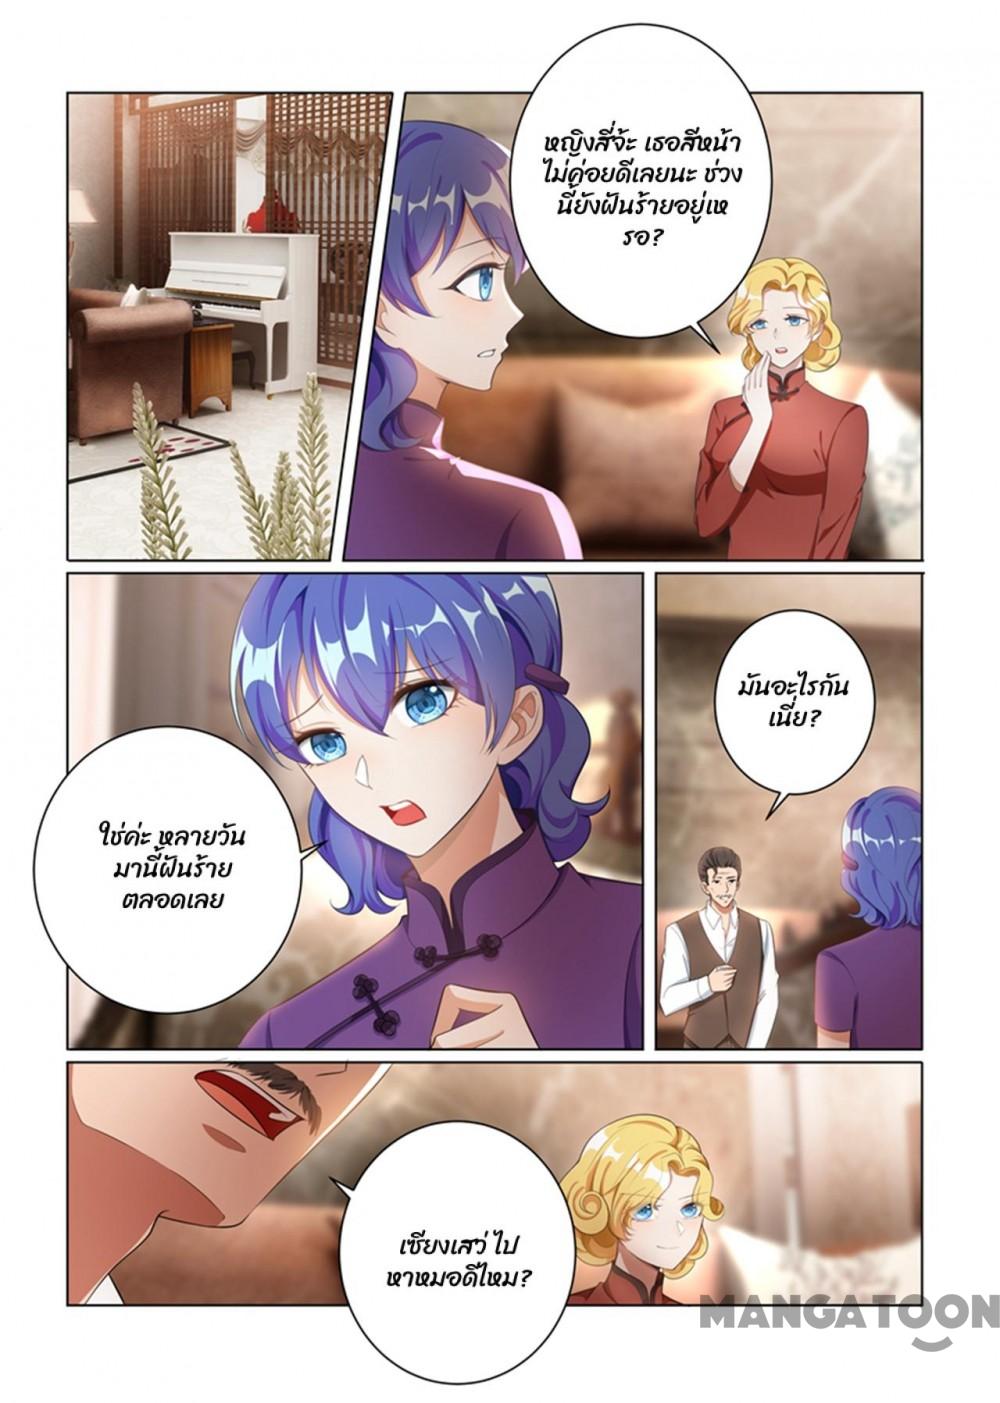 หญิงสี่จ้ะ เธอสีหน้า
ไม่ค่อยดีเลยนะ ช่วง
นี้ยังฝันร้ายอยู่เห
รอ?
ใช่ค่ะ หลายวัน
มานี้ฝันร้าย
ตลอดเลย
มันอะไรกัน
เนี่ย?
เซียงเสว่ ไป
หาหมอดีไหม?
MANGATOON